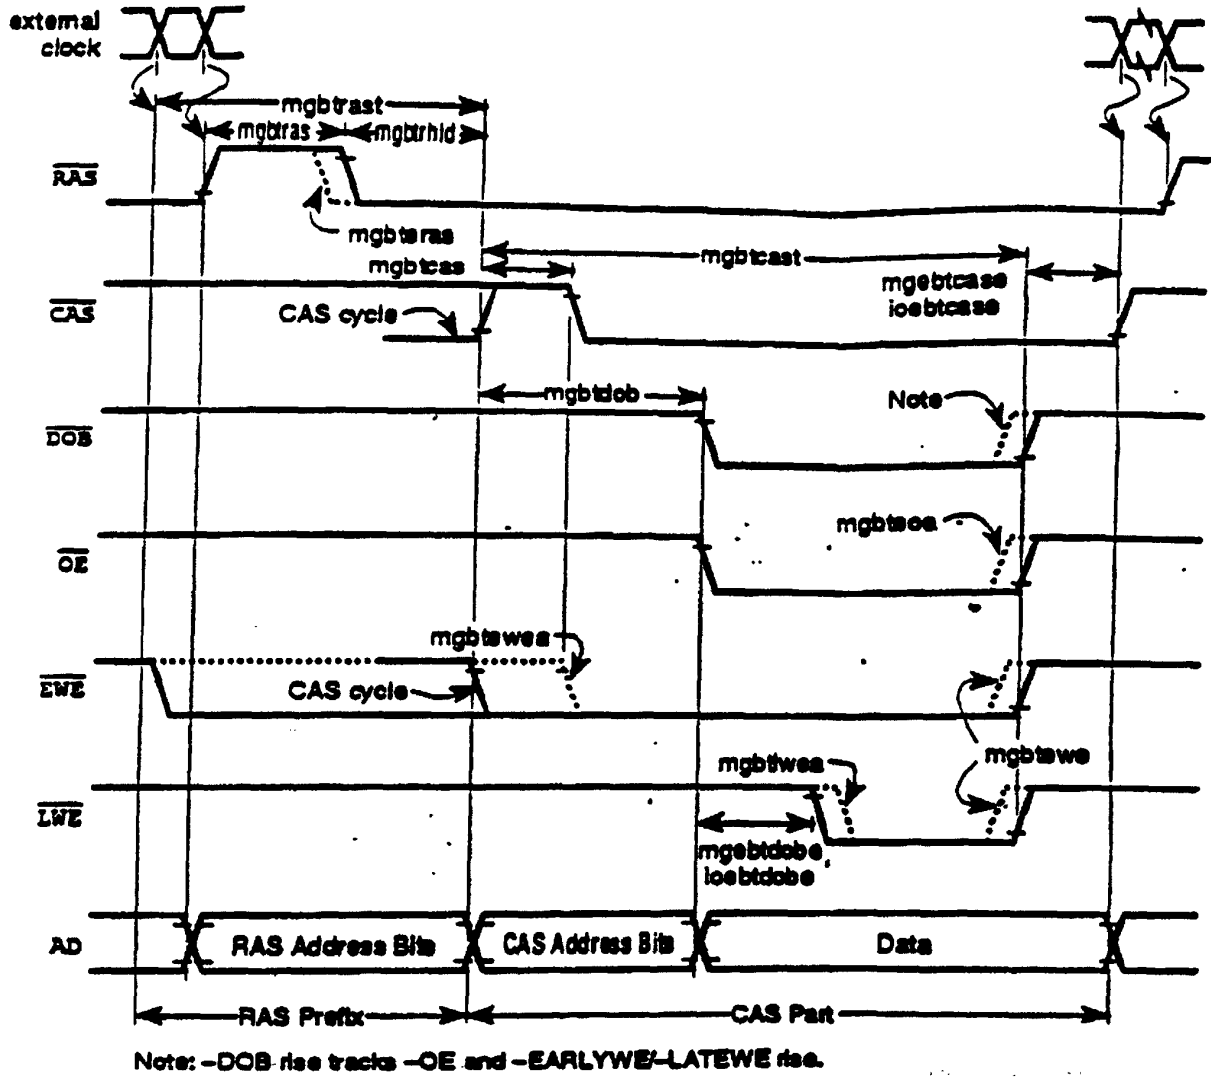 external
clock
mgbtrast
mgbtras
mgbtrhld
RAS
mgbteras
mgbtcas
mgbtcast
mgebtcase
ioebtcase
CAS
CAS cycle
mgbtdob
Note
DOB
mgbteoe
OE
mgbtewea
EWE
CAS cycle
mgbtewe
mgbtlwea
LWE
mgebtdobe
ioebtdobe
AD
RAS Address Bits
CAS Address Bits
Data
RAS Prefix
CAS Part
Note: -DOB rise tracks -OE and -EARLYWE/-LATEWE rise.